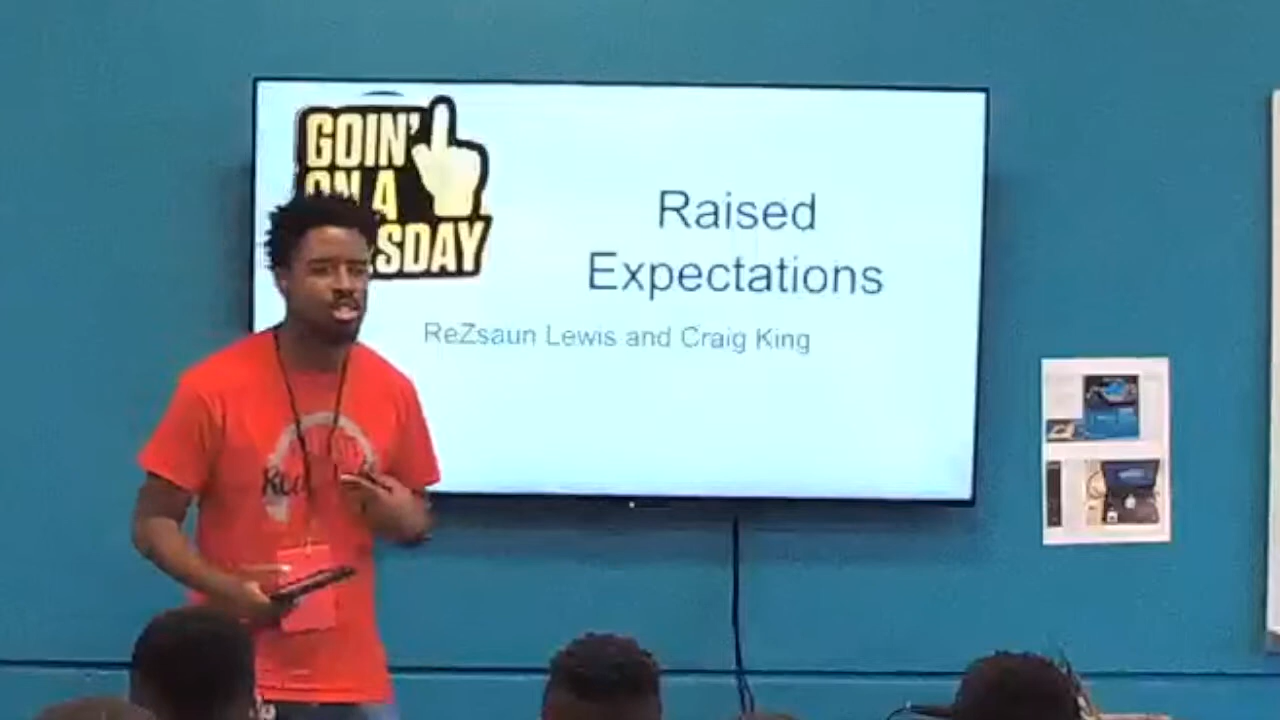 GOIN'
ON A
SDAY
Raised
Expectations
ReZsaun Lewis and Craig King